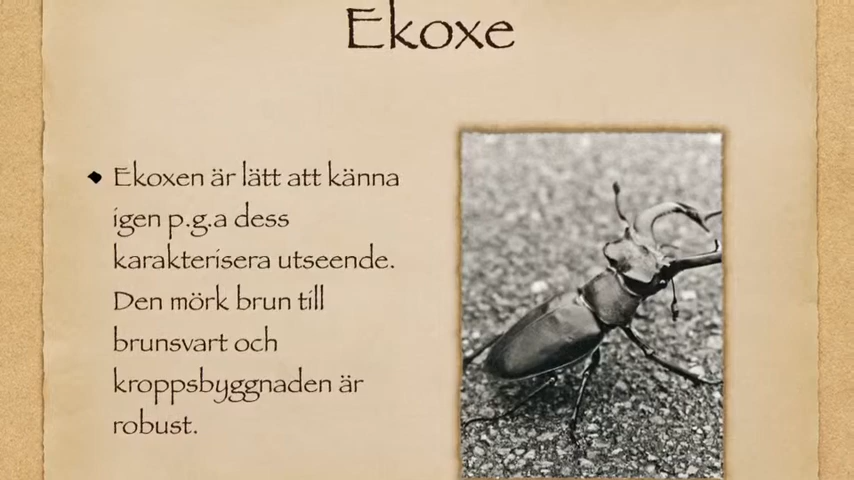 Ekoxe
Ekoxen är lätt att känna
igen p.g.a dess
karakterisera utseende.
Den mörk brun till
brunsvart och
kroppsbyggnaden är
robust.